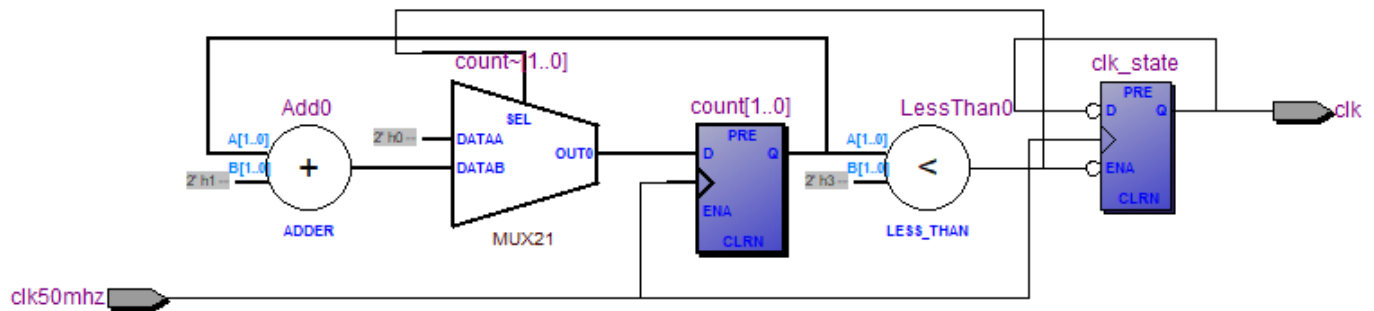 count~[1..0]
clk_state
Add0
SEL
count[1..0]
LessThan0
PRE
D
Q
clk
A[1..0]
B[1..0]
2' h1 --
+
ADDER
2' h0 --
DATAA
DATAB
OUT0
MUX21
PRE
D
Q
ENA
CLRN
A[1..0]
B[1..0]
2' h3 --
<
LESS_THAN
ENA
CLRN
clk50mhz